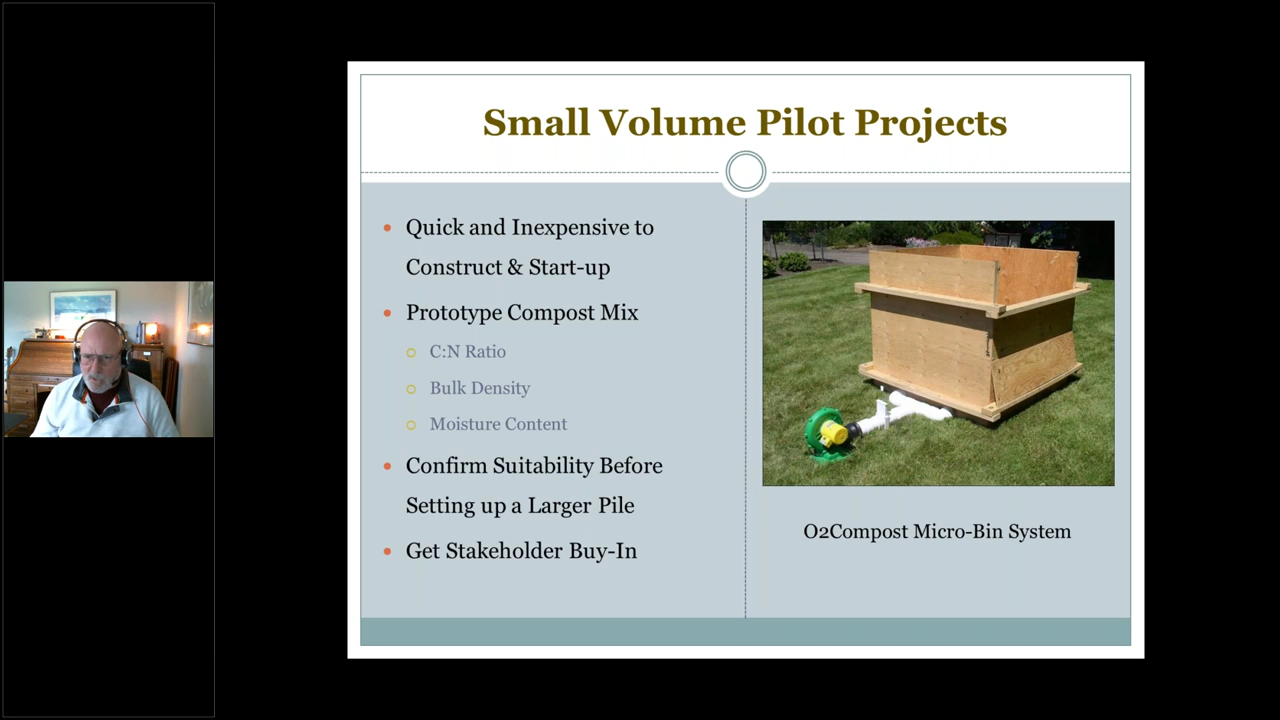 Small Volume Pilot Projects
Quick and Inexpensive to
Construct & Start-up
Prototype Compost Mix
C:N Ratio
Bulk Density
Moisture Content
Confirm Suitability Before
Setting up a Larger Pile
Get Stakeholder Buy-In
O2Compost Micro-Bin System